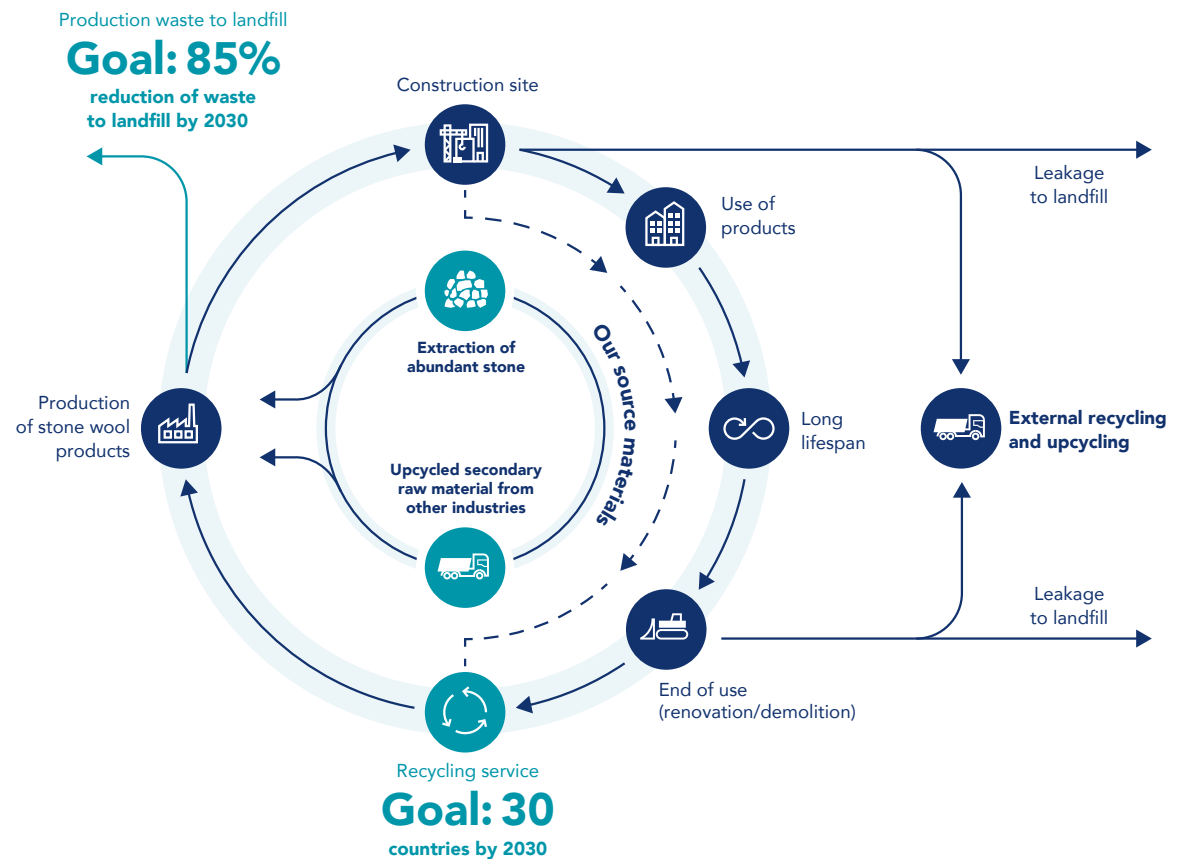 Production waste to landfill
Goal: 85%
reduction of waste
to landfill by 2030
Construction site
Leakage
to landfill
Use of
products
Extraction of
abundant stone
Our source materials
Production
of stone wool
products
Long
lifespan
External recycling
and upcycling
Upcycled secondary
raw material from
other industries
Leakage
to landfill
End of use
(renovation/demolition)
Recycling service
Goal: 30
countries by 2030